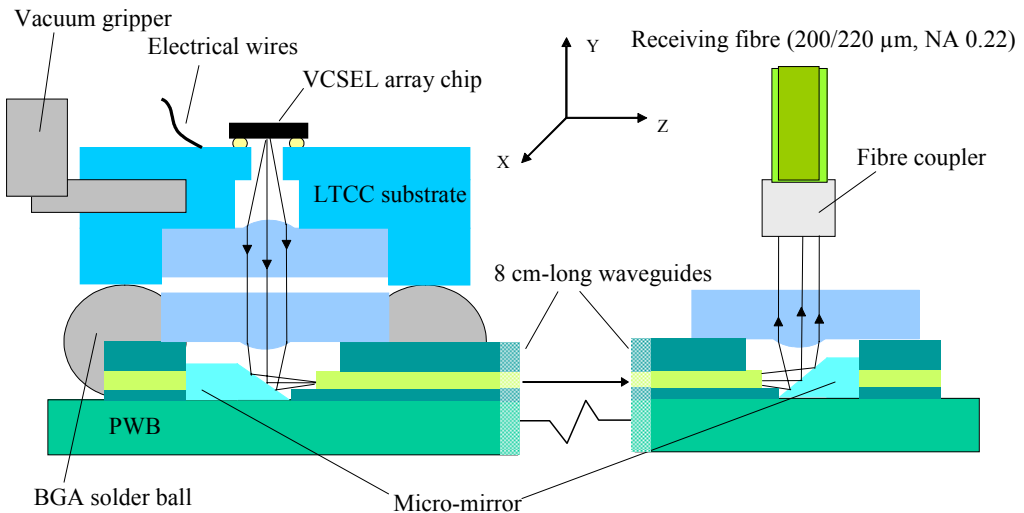 Vacuum gripper
Electrical wires
VCSEL array chip
Receiving fibre (200/220 µm, NA 0.22)
Y
Z
X
Fibre coupler
LTCC substrate
8 cm-long waveguides
PWB
BGA solder ball
Micro-mirror